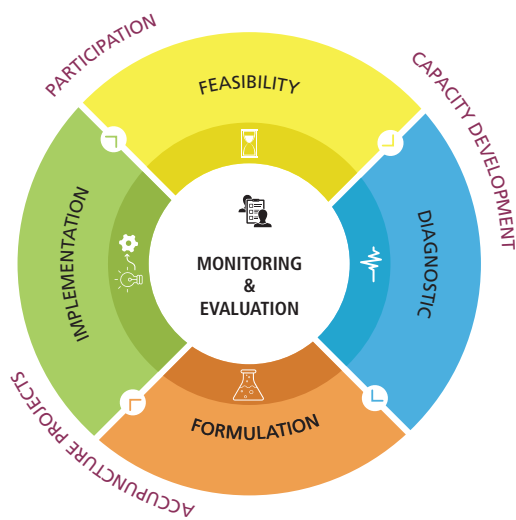 PARTICIPATION
CAPACITY DEVELOPMENT
FEASIBILITY
IMPLEMENTATION
MONITORING
&
EVALUATION
DIAGNOSTIC
FORMULATION
ACCUPUNCTURE PROJECTS